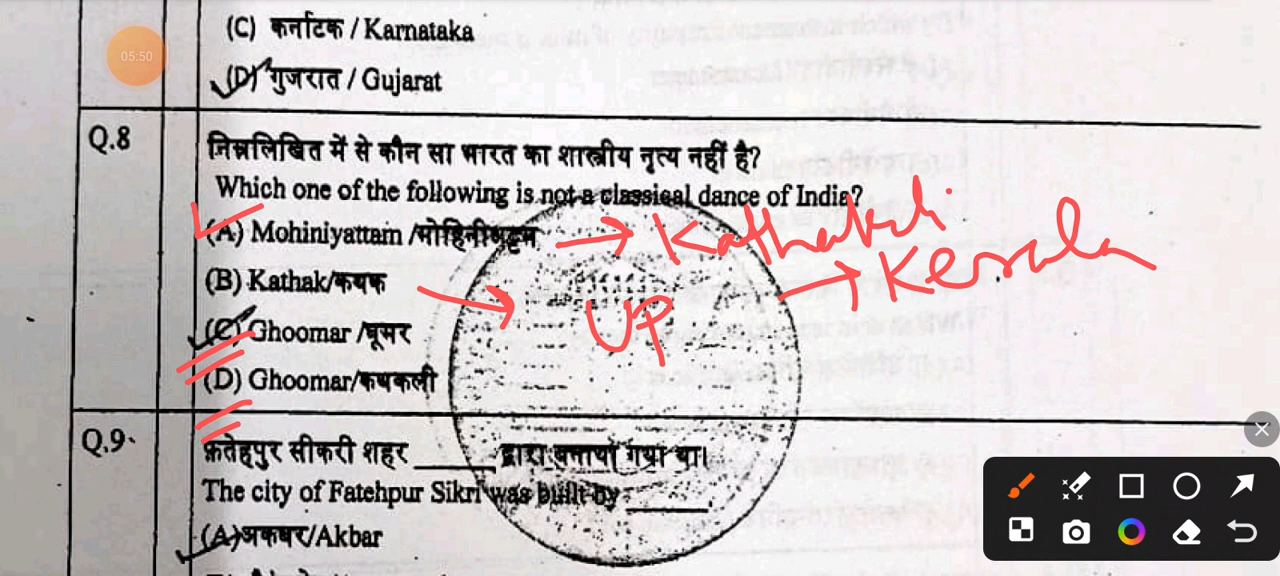 05:50
(C) कर्नाटक / Karnataka
(D) गुजरात / Gujarat
Q.8
निम्नलिखित में से कौन सा भारत का शास्त्रीय नृत्य नहीं है?
Which one of the following is not a classical dance of India?
(A) Mohiniyattam /मोहिनीअट्टम → Kathakali
(B) Kathak/कथक → UP → Kerala
(C) Ghoomar /घूमर
(D) Ghoomar/कथकली
Q.9
फ़तेहपुर सीकरी शहर ______ द्वारा बनाया गया था।
The city of Fatehpur Sikri was built by ______
(A) अकबर/Akbar